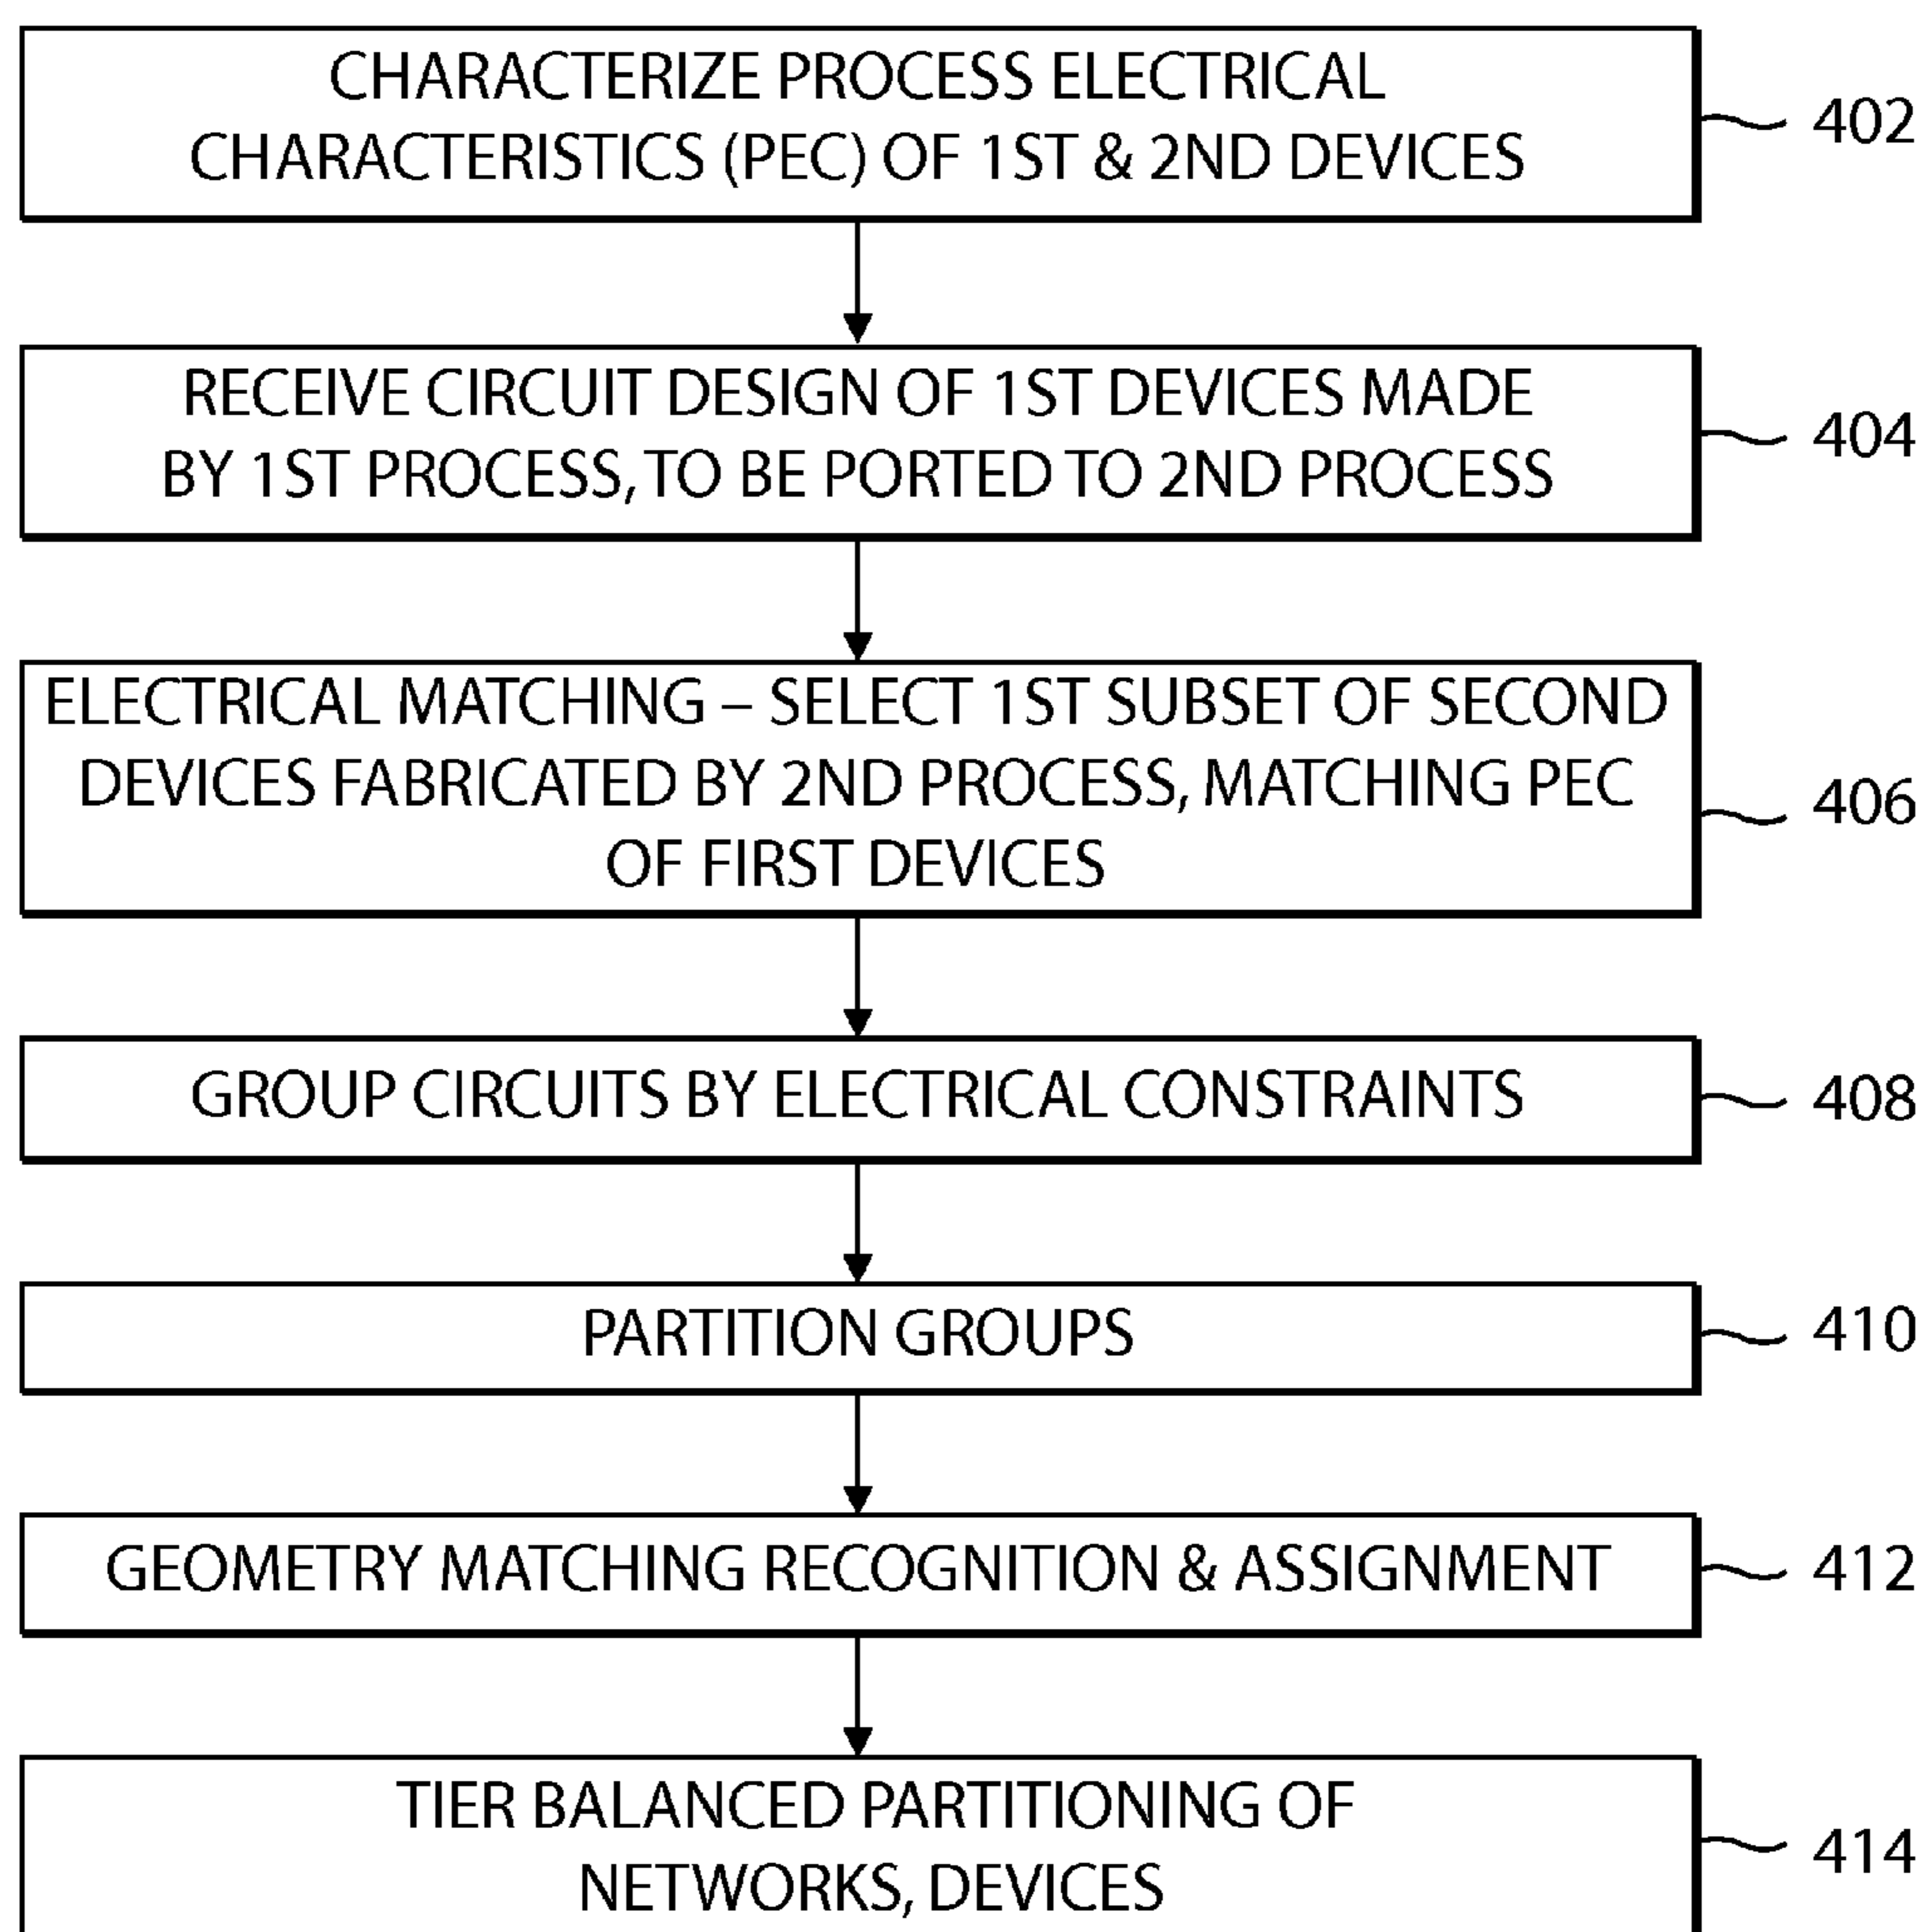 CHARACTERIZE PROCESS ELECTRICAL
CHARACTERISTICS (PEC) OF 1ST & 2ND DEVICES
402
RECEIVE CIRCUIT DESIGN OF 1ST DEVICES MADE
BY 1ST PROCESS, TO BE PORTED TO 2ND PROCESS
404
ELECTRICAL MATCHING – SELECT 1ST SUBSET OF SECOND
DEVICES FABRICATED BY 2ND PROCESS, MATCHING PEC
OF FIRST DEVICES
406
GROUP CIRCUITS BY ELECTRICAL CONSTRAINTS
408
PARTITION GROUPS
410
GEOMETRY MATCHING RECOGNITION & ASSIGNMENT
412
TIER BALANCED PARTITIONING OF
NETWORKS, DEVICES
414